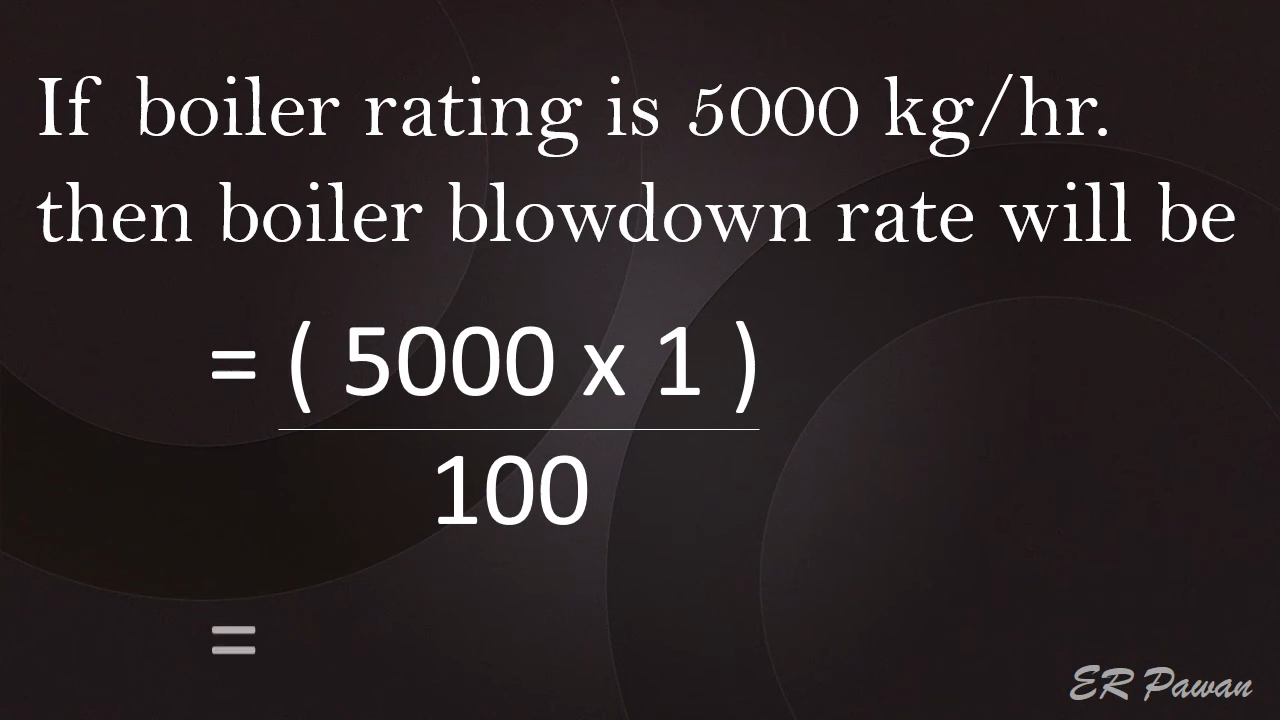 If boiler rating is 5000 kg/hr.
then boiler blowdown rate will be
= ( 5000 x 1 )
100
=
ER Pawan